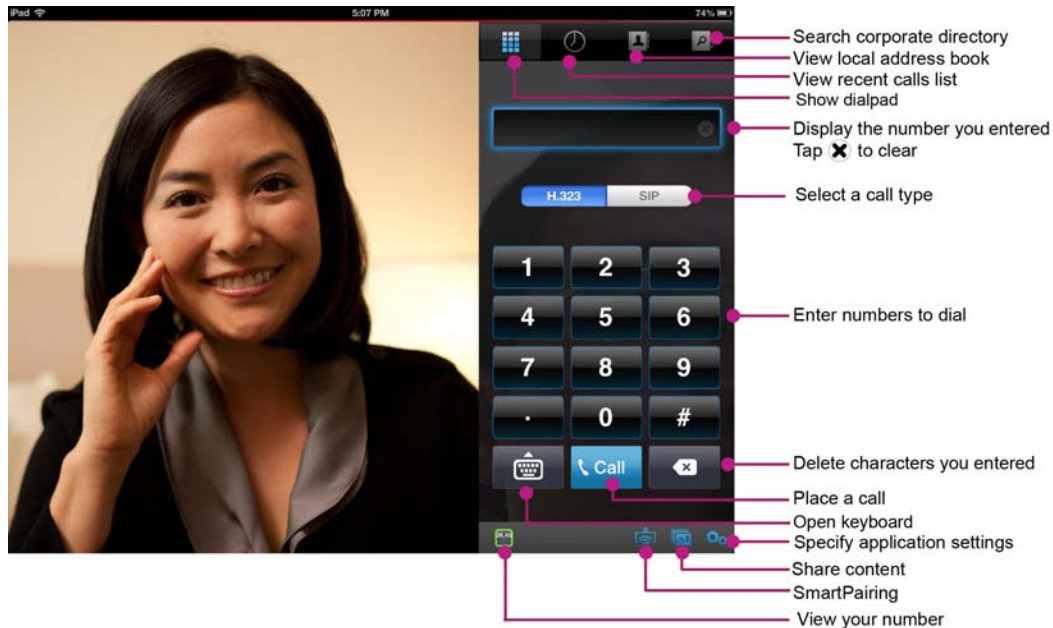 iPad 5:07 PM 74%
Search corporate directory
View local address book
View recent calls list
Show dialpad
Display the number you entered
Tap to clear
H.323 SIP
Select a call type
1 2 3
4 5 6
Enter numbers to dial
7 8 9
. 0 #
Call
Delete characters you entered
Place a call
Open keyboard
Specify application settings
Share content
SmartPairing
View your number